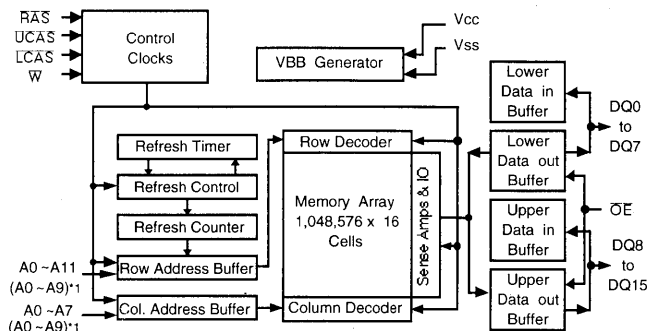 RAS
UCAS
LCAS
W
Control
Clocks
VBB Generator
Vcc
Vss
Lower
Data in
Buffer
DQ0
to
DQ7
Lower
Data out
Buffer
Refresh Timer
Refresh Control
Refresh Counter
Row Address Buffer
Col. Address Buffer
Row Decoder
Memory Array
1,048,576 x 16
Cells
Sense Amps & IO
Column Decoder
OE
Upper
Data in
Buffer
DQ8
to
DQ15
Upper
Data out
Buffer
A0 ~A11
(A0 ~A9)*1
A0 ~A7
(A0 ~A9)*1